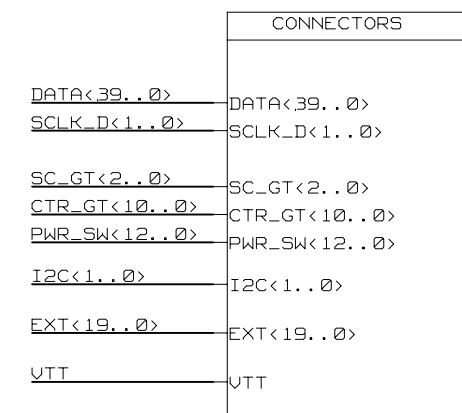 CONNECTORS
DATA<39..0>
DATA<39..0>
SCLK_D<1..0>
SCLK_D<1..0>
SC_GT<2..0>
SC_GT<2..0>
CTR_GT<10..0>
CTR_GT<10..0>
PWR_SW<12..0>
PWR_SW<12..0>
I2C<1..0>
I2C<1..0>
EXT<19..0>
EXT<19..0>
VTT
VTT